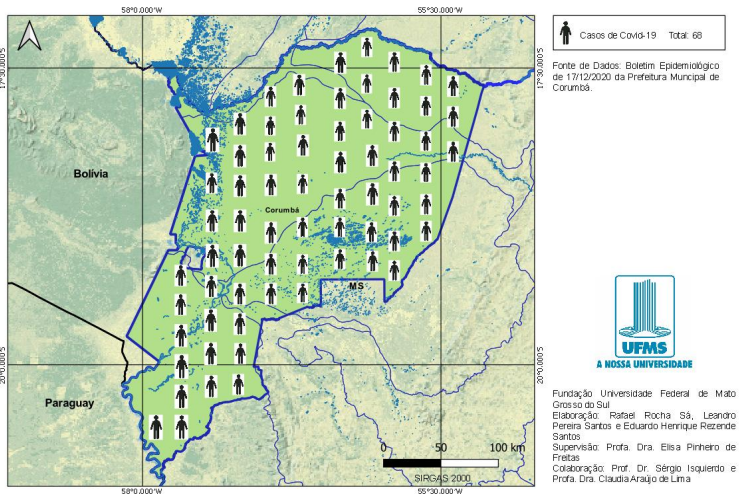 58°0.000'W
55°30.000'W
17°30.000'S
17°30.000'S
Bolívia
Corumbá
MS
20°0.000'S
20°0.000'S
Paraguay
0 50 100 km
SIRGAS 2000
58°0.000'W
55°30.000'W
Casos de Covid-19 Total: 68
Fonte de Dados: Boletim Epidemiológico
de 17/12/2020 da Prefeitura Muncipal de
Corumbá.
UFMS
A NOSSA UNIVERSIDADE
Fundação Universidade Federal de Mato
Grosso do Sul
Elaboração: Rafael Rocha Sá, Leandro
Pereira Santos e Eduardo Henrique Rezende
Santos
Supervisão: Profa. Dra. Elisa Pinheiro de
Freitas
Colaboração: Prof. Dr. Sérgio Isquierdo e
Profa. Dra. Claudia Araújo de Lima